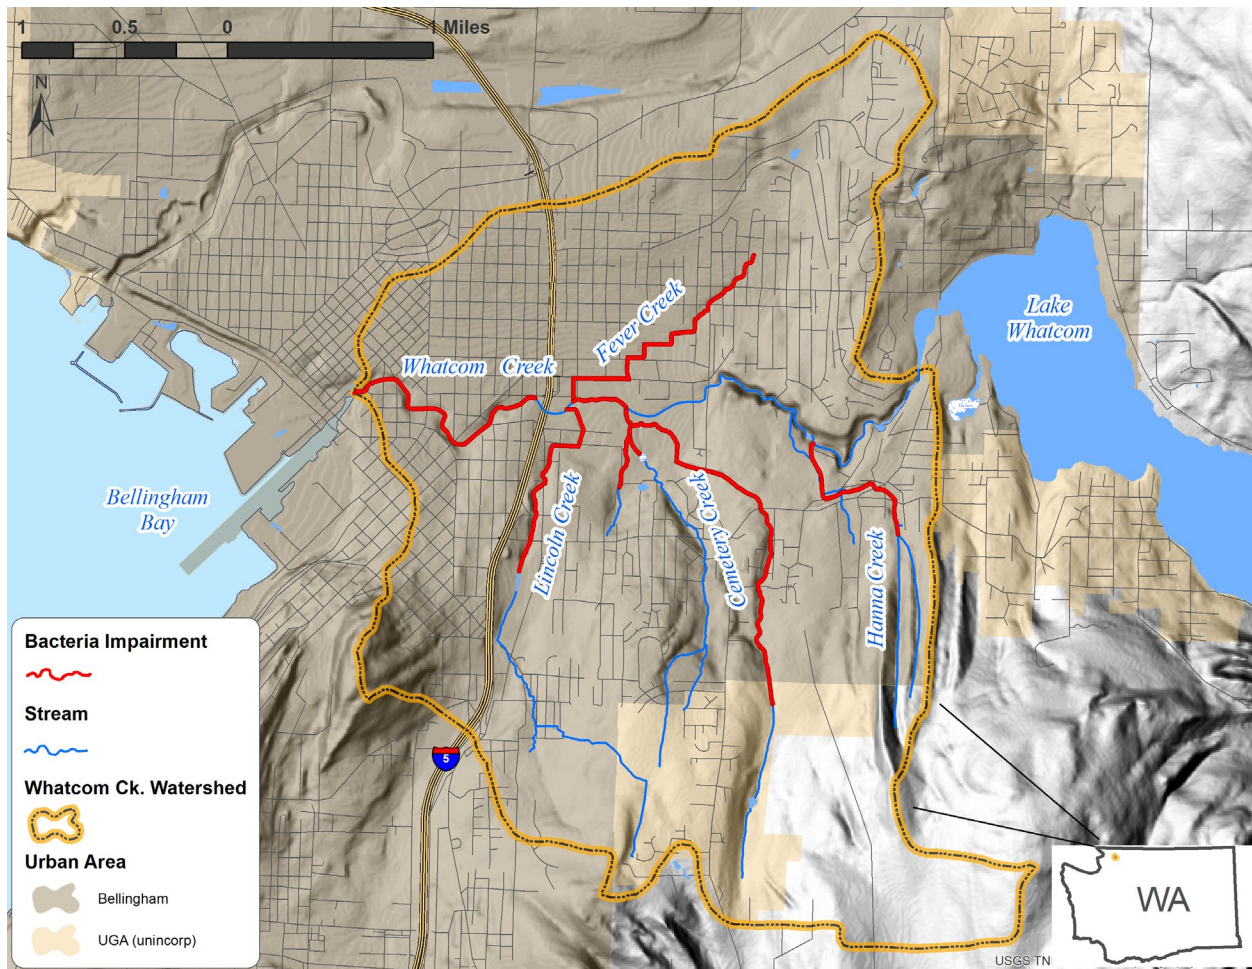 1 0.5 0 1 Miles
N
Fever Creek
Lake
Whatcom
Whatcom Creek
Bellingham
Bay
Lincoln Creek
Cemetery Creek
Hanna Creek
Bacteria Impairment
Stream
5
Whatcom Ck. Watershed
Urban Area
Bellingham
UGA (unincorp)
WA
USGS TN